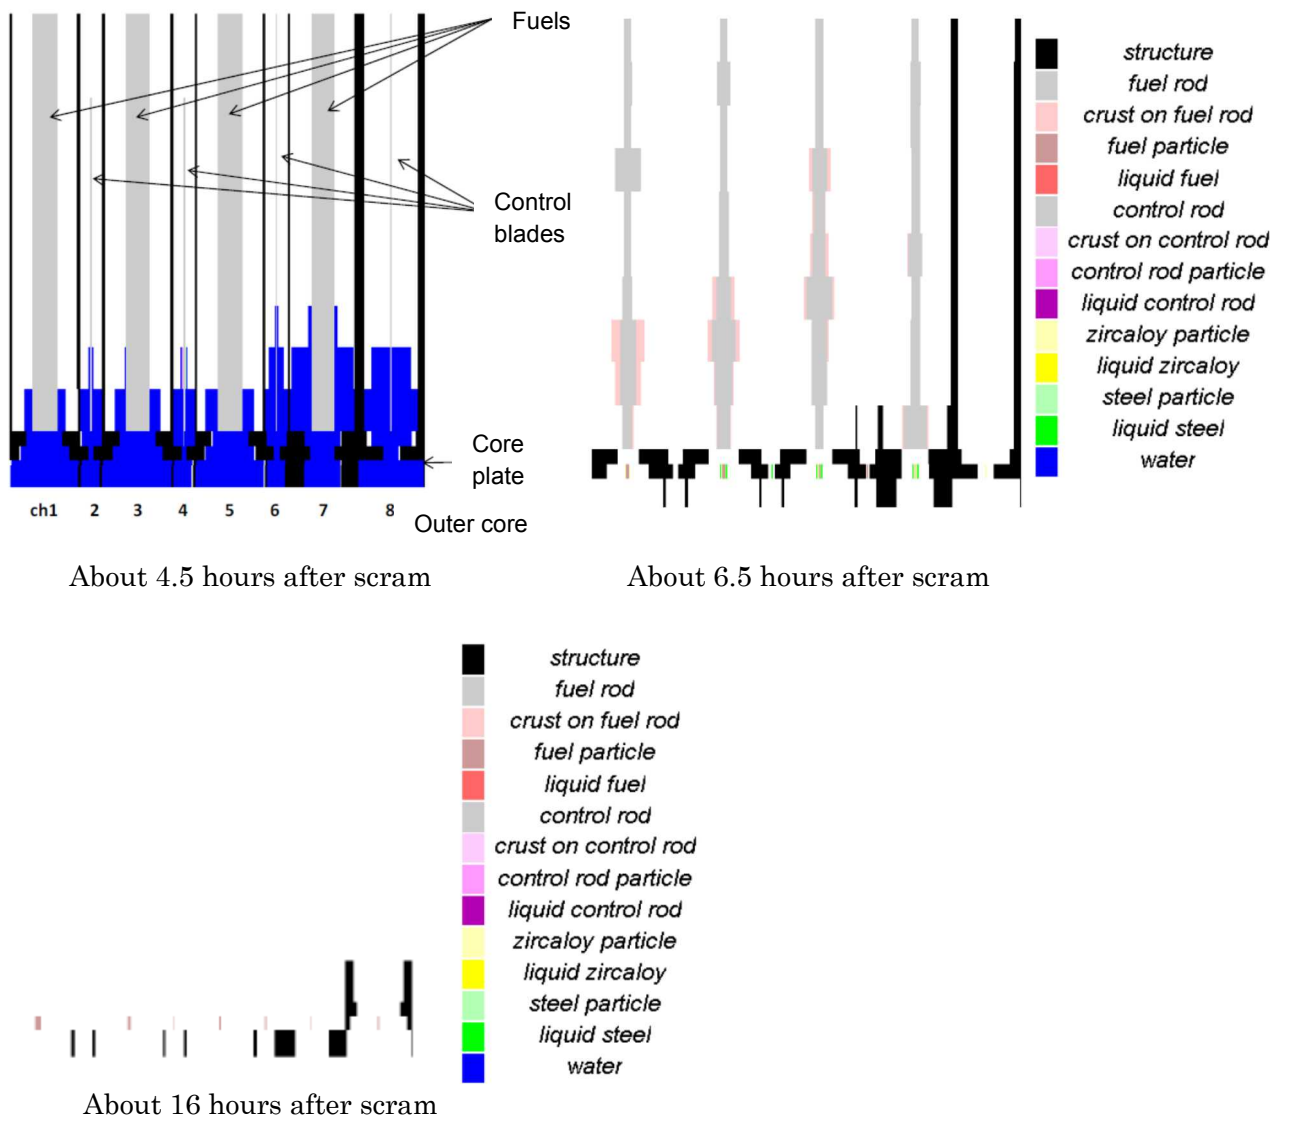 Fuels
Control
blades
Core
plate
ch1 2 3 4 5 6 7 8
Outer core
About 4.5 hours after scram
structure
fuel rod
crust on fuel rod
fuel particle
liquid fuel
control rod
crust on control rod
control rod particle
liquid control rod
zircaloy particle
liquid zircaloy
steel particle
liquid steel
water
About 6.5 hours after scram
structure
fuel rod
crust on fuel rod
fuel particle
liquid fuel
control rod
crust on control rod
control rod particle
liquid control rod
zircaloy particle
liquid zircaloy
steel particle
liquid steel
water
About 16 hours after scram